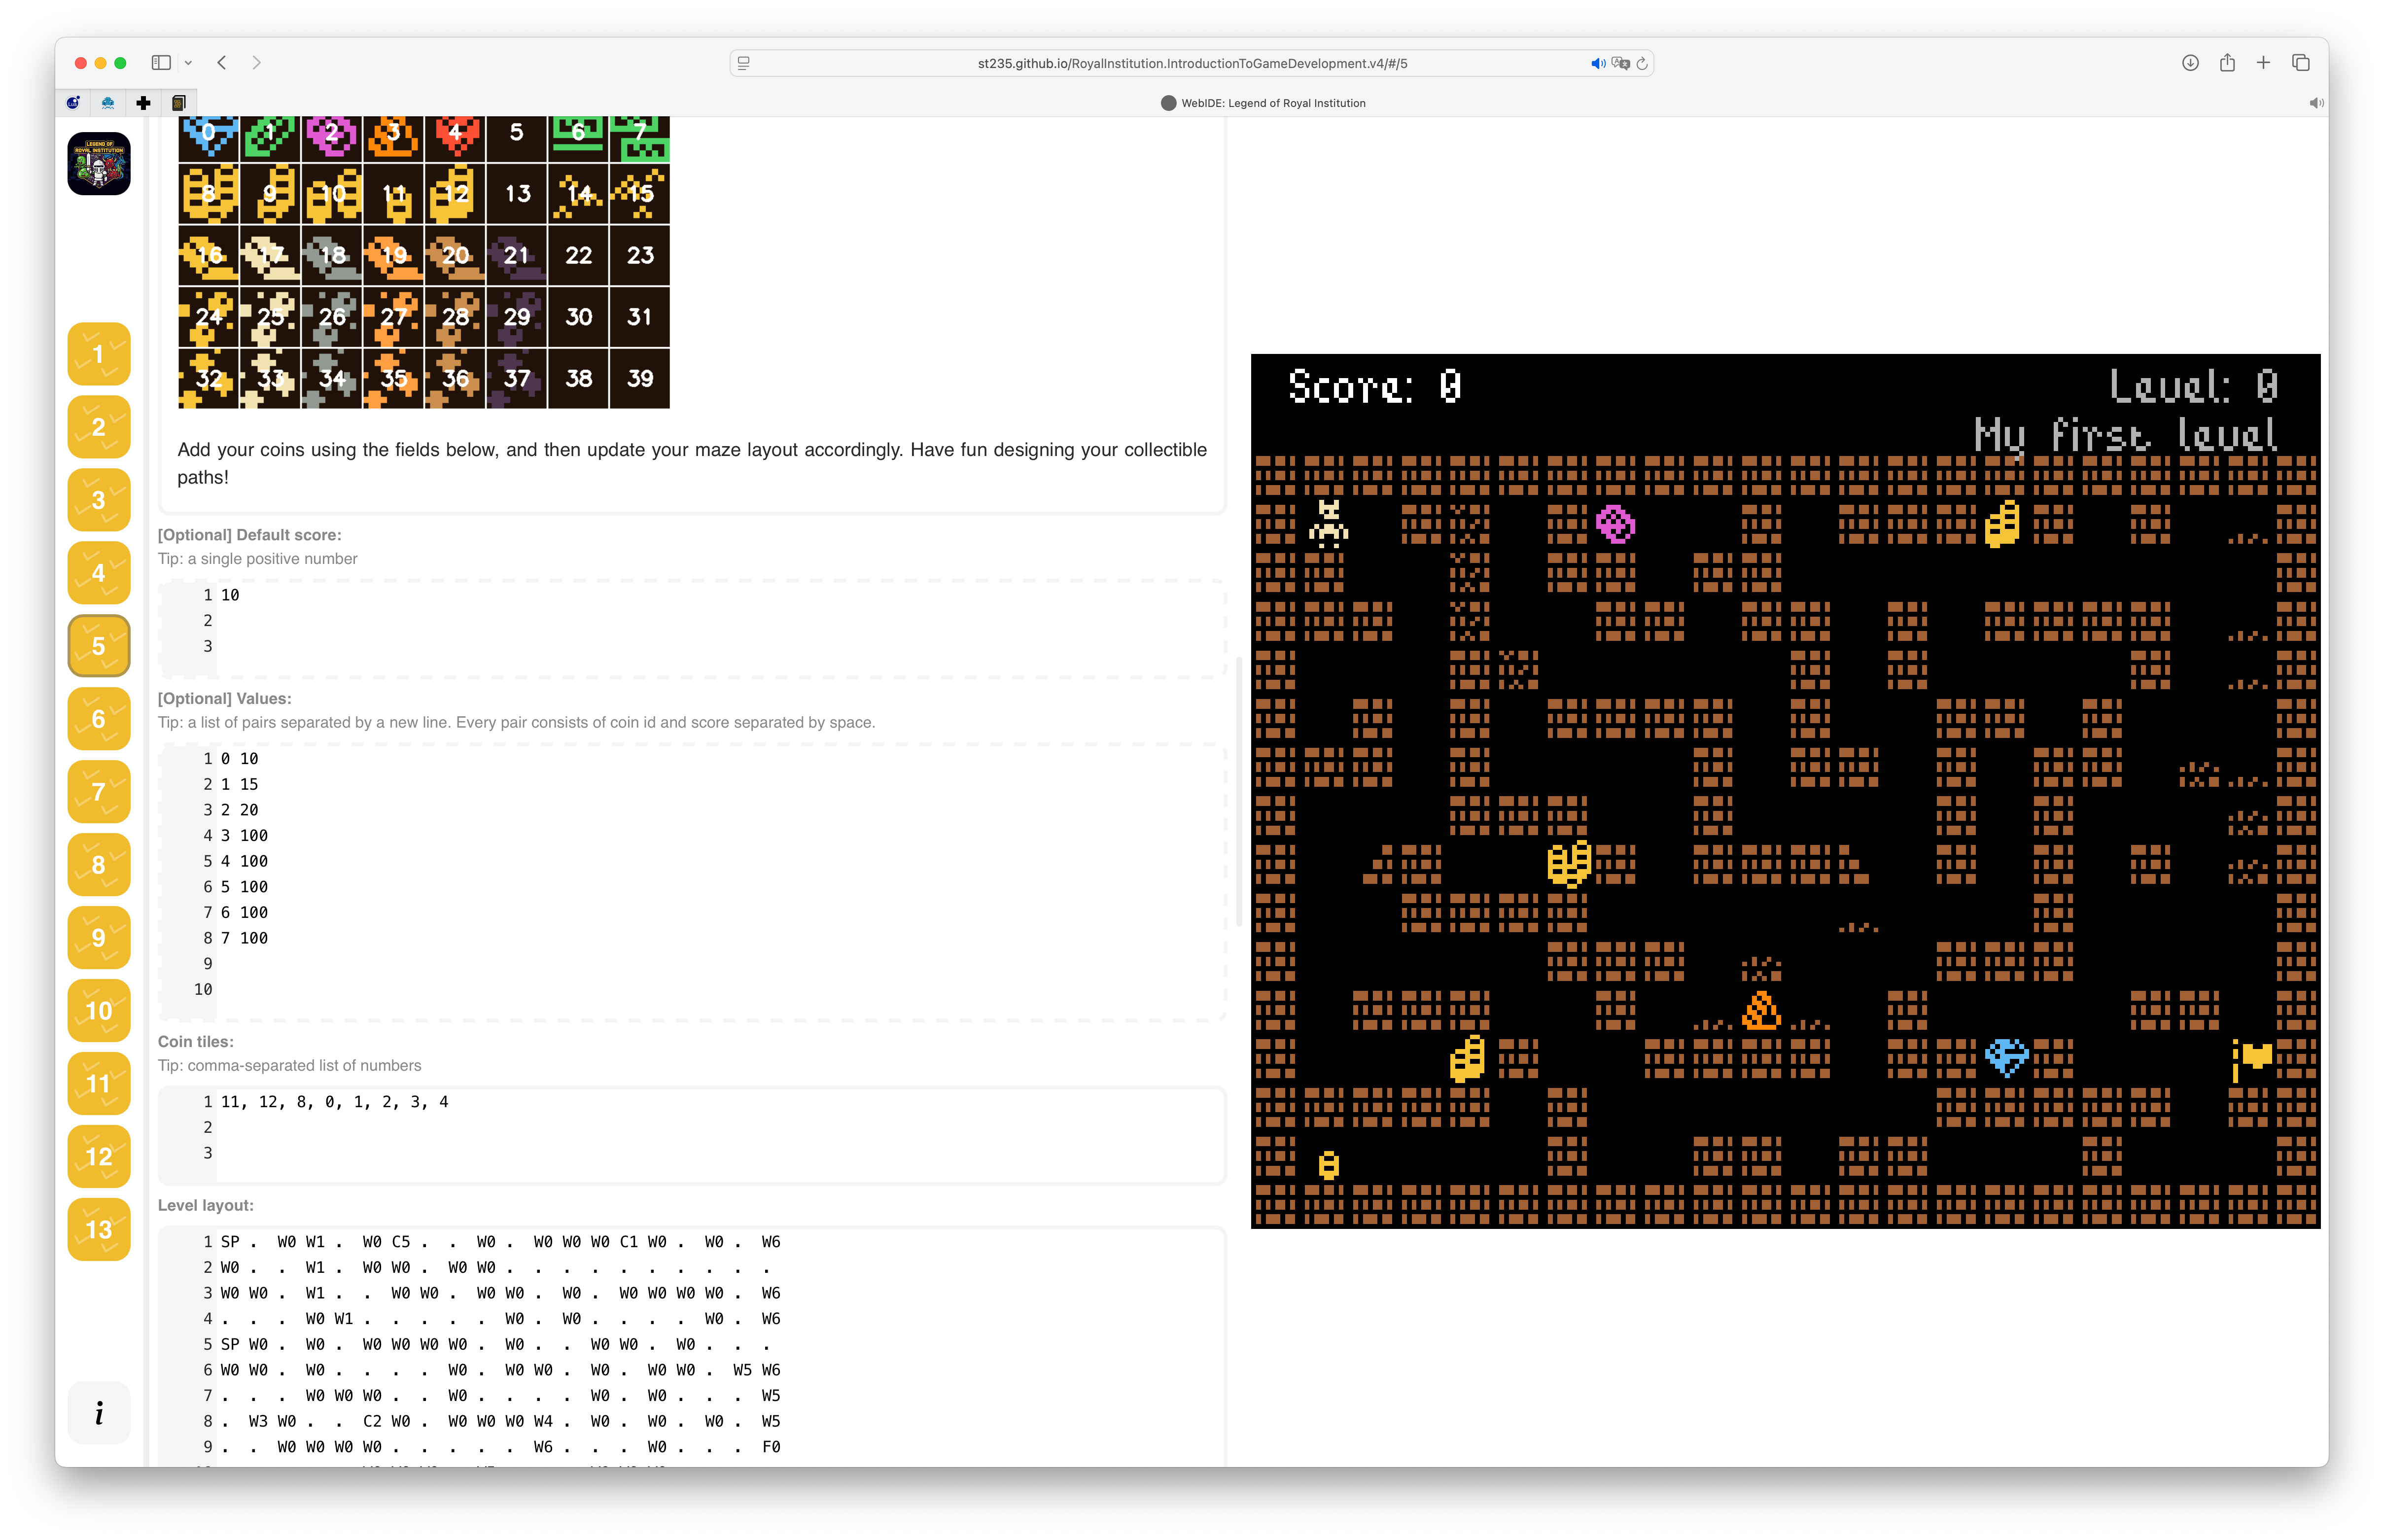 st235.github.io/RoyalInstitution.IntroductionToGameDevelopment.v4/#/5
WebIDE: Legend of Royal Institution
LEGEND OF
ROYAL INSTITUTION
1
2
3
4
5
6
7
8
9
10
11
12
13
i
0 1 2 3 4 5 6 7
8 9 10 11 12 13 14 15
16 17 18 19 20 21 22 23
24 25 26 27 28 29 30 31
32 33 34 35 36 37 38 39
Add your coins using the fields below, and then update your maze layout accordingly. Have fun designing your collectible
paths!
[Optional] Default score:
Tip: a single positive number
1 10
2
3
[Optional] Values:
Tip: a list of pairs separated by a new line. Every pair consists of coin id and score separated by space.
1 0 10
2 1 15
3 2 20
4 3 100
5 4 100
6 5 100
7 6 100
8 7 100
9
10
Coin tiles:
Tip: comma-separated list of numbers
1 11, 12, 8, 0, 1, 2, 3, 4
2
3
Level layout:
1 SP . W0 W1 . W0 C5 . . W0 . W0 W0 W0 C1 W0 . W0 . W6
2 W0 . . W1 . W0 W0 . W0 W0 . . . . . . . . . .
3 W0 W0 . W1 . . W0 W0 . W0 W0 . W0 . W0 W0 W0 W0 . W6
4 . . . W0 W1 . . . . . W0 . W0 . . . . W0 . W6
5 SP W0 . W0 . W0 W0 W0 W0 . W0 . . W0 W0 . W0 . . .
6 W0 W0 . W0 . . . . W0 . W0 W0 . W0 . W0 W0 . W5 W6
7 . . . W0 W0 W0 . . W0 . . . . W0 . W0 . . . W5
8 . W3 W0 . . C2 W0 . W0 W0 W0 W4 . W0 . W0 . W0 . W5
9 . . W0 W0 W0 W0 . . . . . W6 . . . W0 . . . F0
Score: 0
Level: 0
My first level